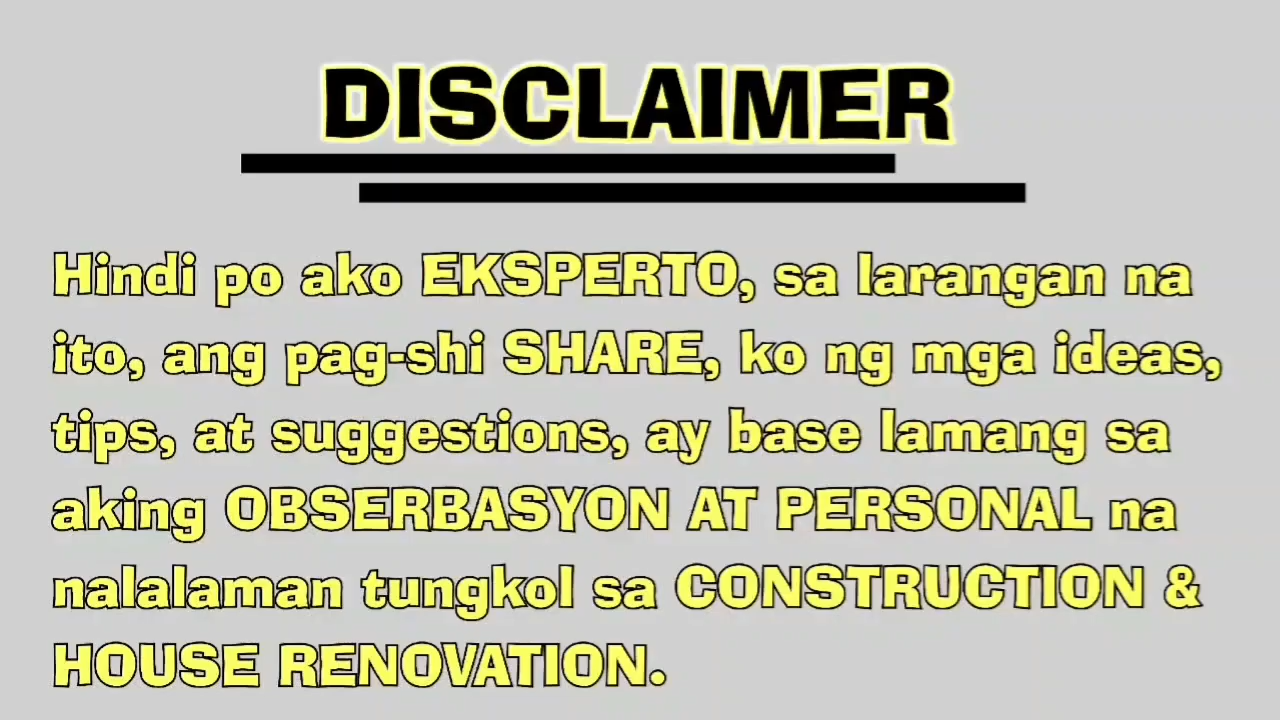 DISCLAIMER
Hindi po ako EKSPERTO, sa larangan na
ito, ang pag-shi SHARE, ko ng mga ideas,
tips, at suggestions, ay base lamang sa
aking OBSERBASYON AT PERSONAL na
nalalaman tungkol sa CONSTRUCTION &
HOUSE RENOVATION.